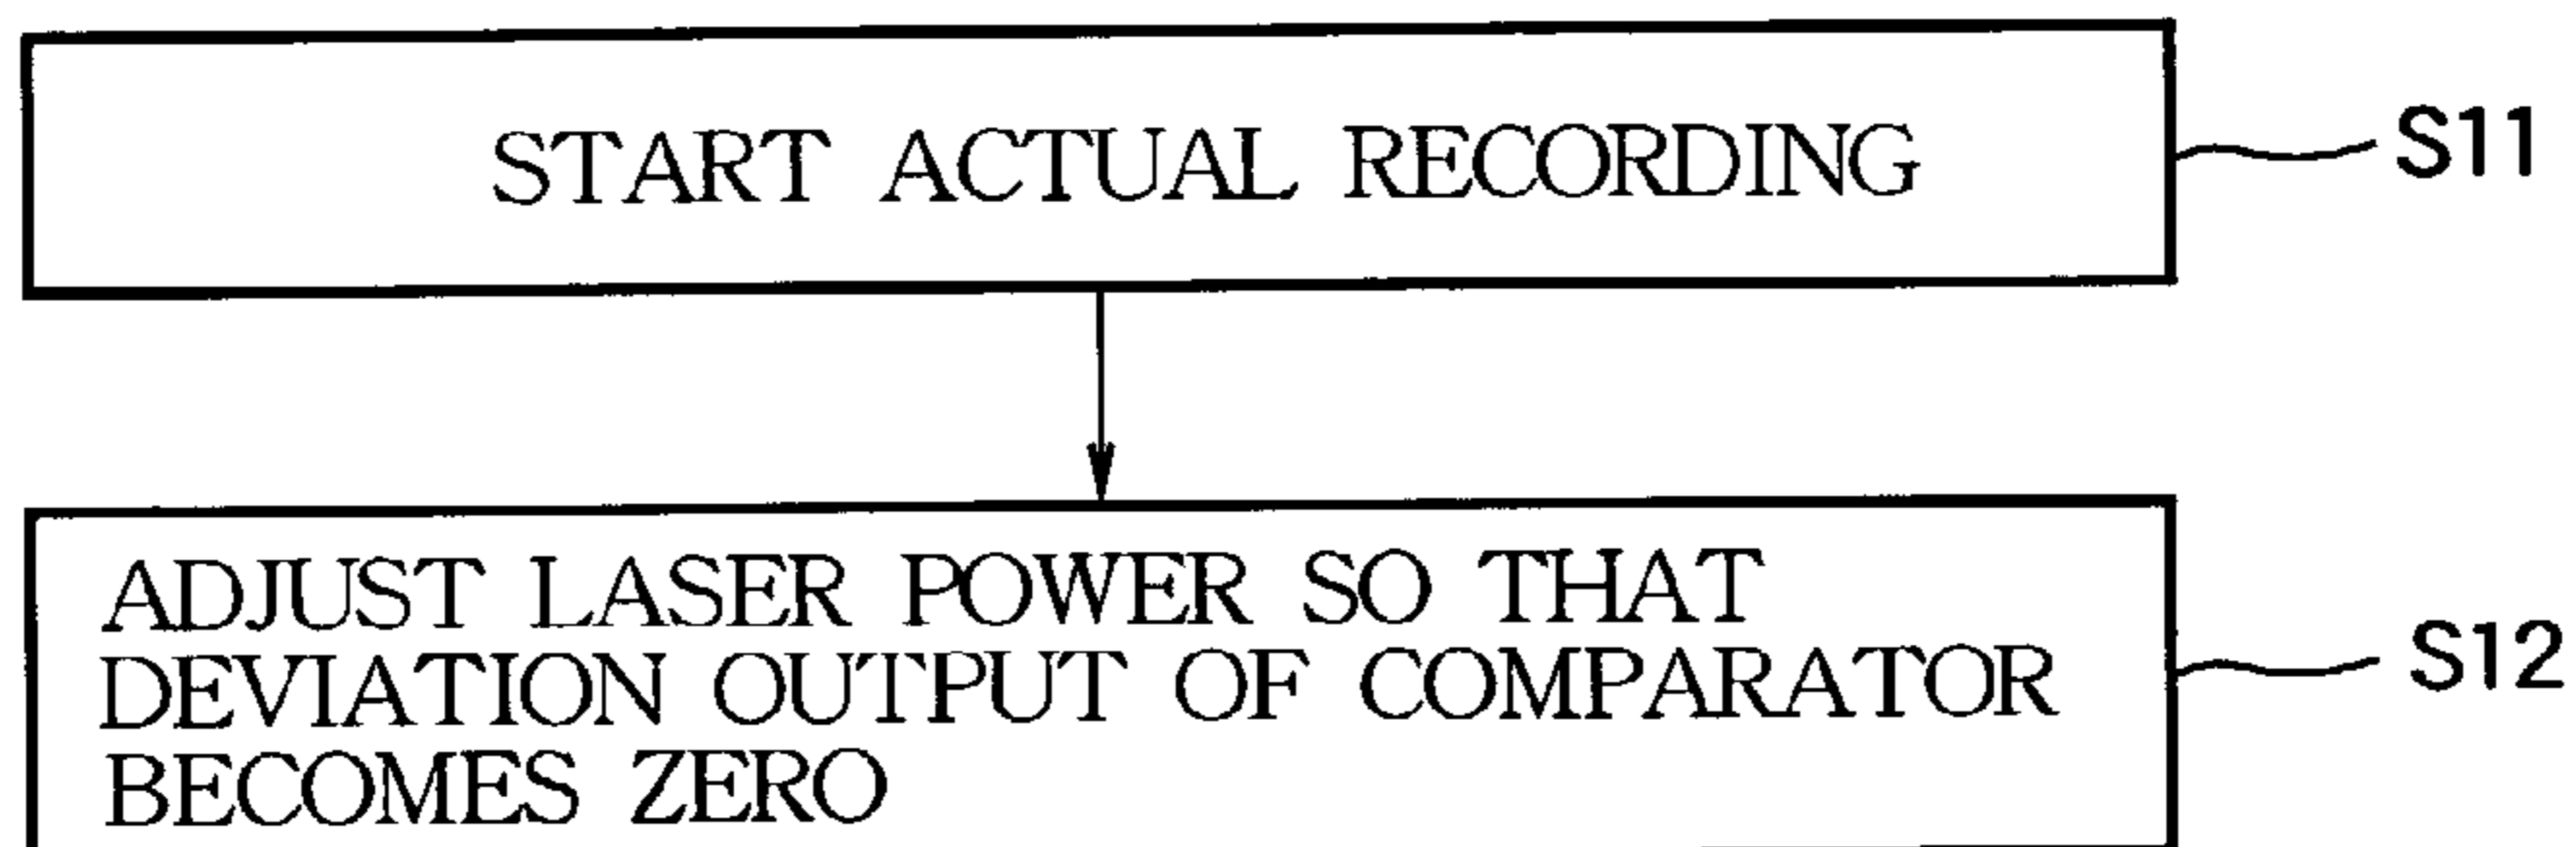 START ACTUAL RECORDING
S11
ADJUST LASER POWER SO THAT
DEVIATION OUTPUT OF COMPARATOR
BECOMES ZERO
S12